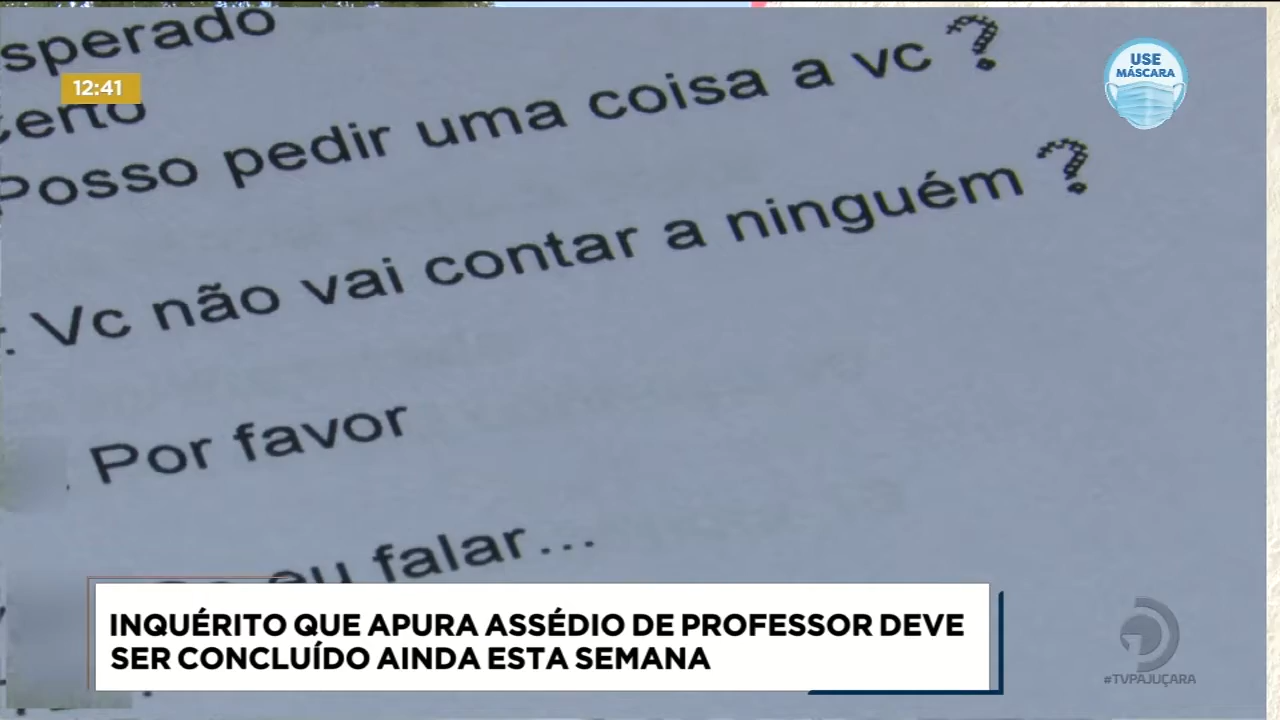 sperado
12:41
certo
Posso pedir uma coisa a vc ?
: Vc não vai contar a ninguém ?
. Por favor
eu falar...
USE
MÁSCARA
INQUÉRITO QUE APURA ASSÉDIO DE PROFESSOR DEVE
SER CONCLUÍDO AINDA ESTA SEMANA
#TVPAJUÇARA